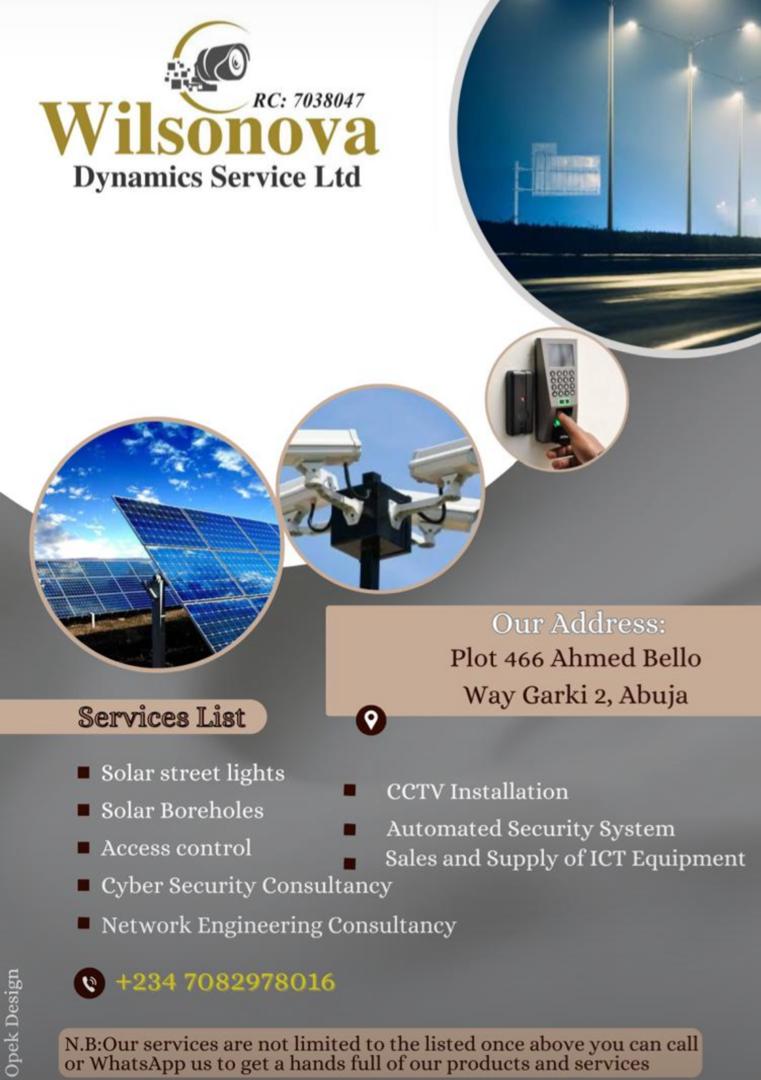 RC: 7038047
Wilsonova
Dynamics Service Ltd
Our Address:
Plot 466 Ahmed Bello
Way Garki 2, Abuja
Services List
Solar street lights
Solar Boreholes
Access control
Cyber Security Consultancy
Network Engineering Consultancy
CCTV Installation
Automated Security System
Sales and Supply of ICT Equipment
+234 7082978016
N.B:Our services are not limited to the listed once above you can call
or WhatsApp us to get a hands full of our products and services
Opek Design